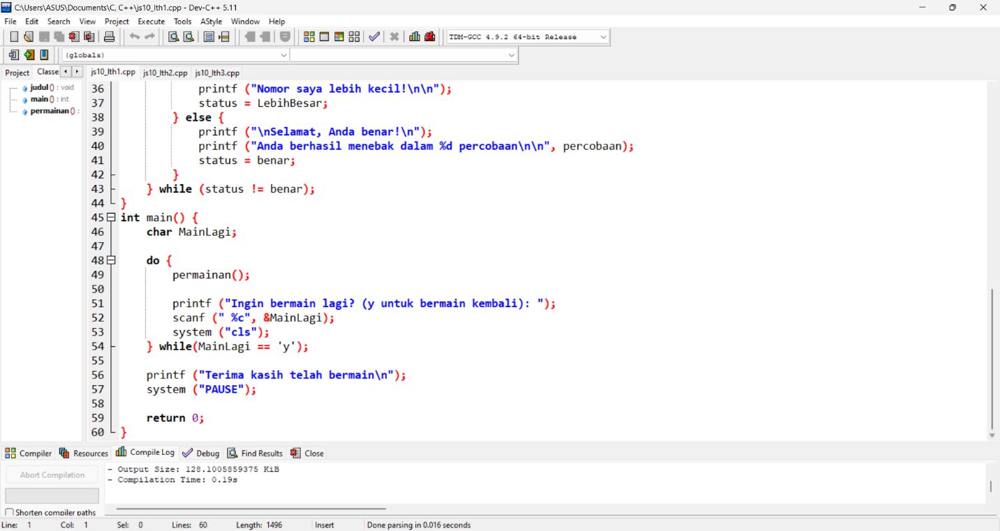 C:\Users\ASUS\Documents\C, C++\js10_lth1.cpp - Dev-C++ 5.11
File Edit Search View Project Execute Tools AStyle Window Help
TDM-GCC 4.9.2 64-bit Release
(globals)
Project Classe js10_lth1.cpp js10_lth2.cpp js10_lth3.cpp
judul () : void
main () : int
permainan () :
36 printf ("Nomor saya lebih kecil!\n\n");
37 status = LebihBesar;
38 } else {
39 printf ("\nSelamat, Anda benar!\n");
40 printf ("Anda berhasil menebak dalam %d percobaan\n\n", percobaan);
41 status = benar;
42 }
43 } while (status != benar);
44 }
45 int main() {
46 char MainLagi;
47
48 do {
49 permainan();
50
51 printf ("Ingin bermain lagi? (y untuk bermain kembali): ");
52 scanf (" %c", &MainLagi);
53 system ("cls");
54 } while(MainLagi == 'y');
55
56 printf ("Terima kasih telah bermain\n");
57 system ("PAUSE");
58
59 return 0;
60 }
Compiler Resources Compile Log Debug Find Results Close
Abort Compilation
Shorten compiler paths
- Output Size: 128.1005859375 KiB
- Compilation Time: 0.19s
Line: 1 Col: 1 Sel: 0 Lines: 60 Length: 1496 Insert Done parsing in 0.016 seconds